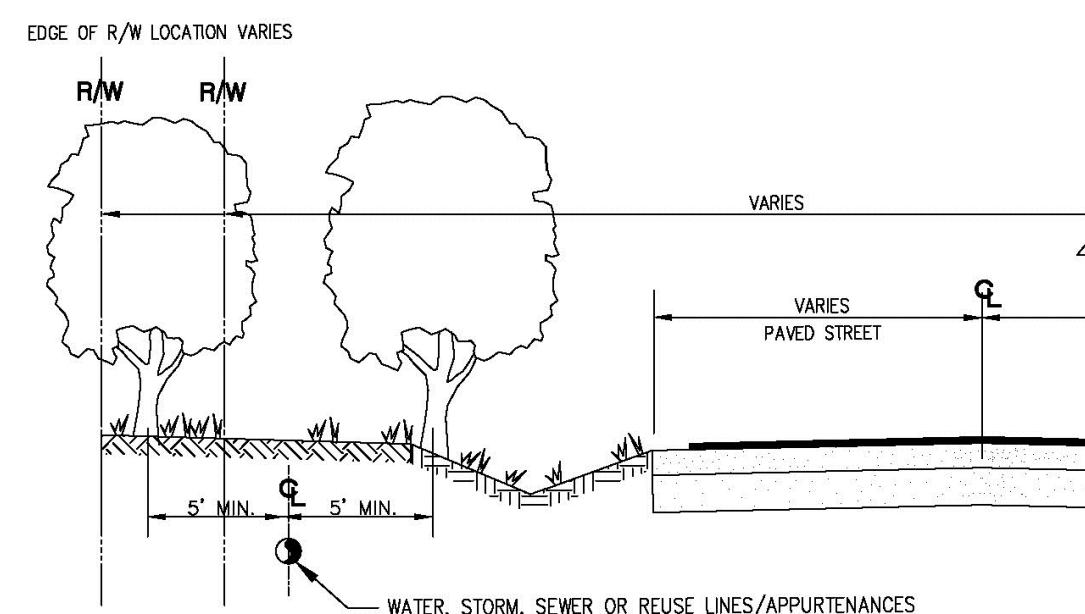 EDGE OF R/W LOCATION VARIES
R/W R/W
VARIES
VARIES
℄
PAVED STREET
℄
5' MIN. 5' MIN.
WATER, STORM, SEWER OR REUSE LINES/APPURTENANCES